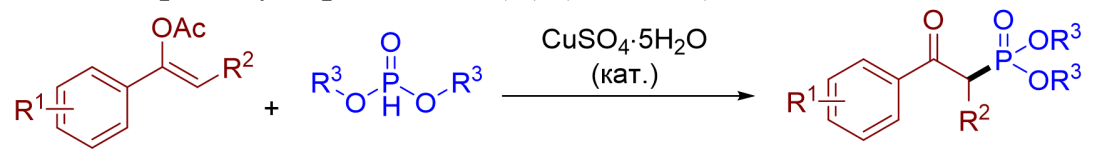 OAc
R²
R¹
+
O
R³ P R³
O H O
CuSO₄·5H₂O
(кат.)
O O
OR³
P
OR³
R¹
R²